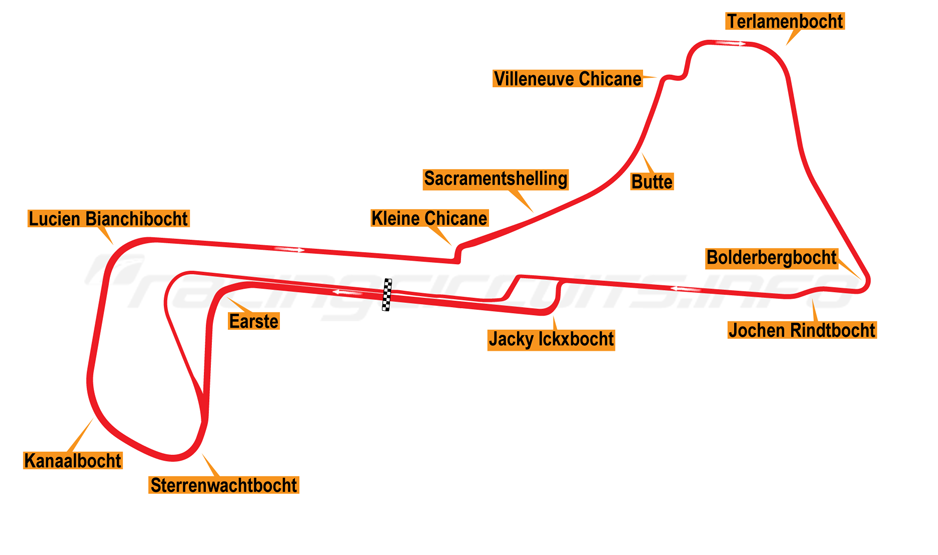 Terlamenbocht
Villeneuve Chicane
Sacramentshelling
Butte
Lucien Bianchibocht
Kleine Chicane
Bolderbergbocht
racingcircuits.info
Earste
Jacky Ickxbocht
Jochen Rindtbocht
Kanaalbocht
Sterrenwachtbocht